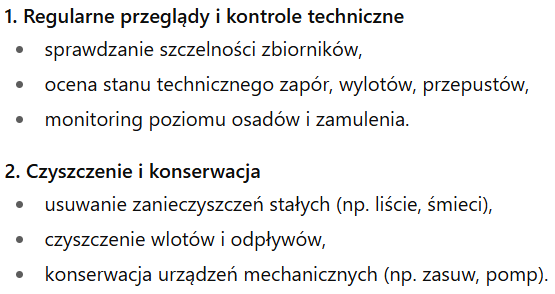 1. Regularne przeglądy i kontrole techniczne
• sprawdzanie szczelności zbiorników,
• ocena stanu technicznego zapór, wylotów, przepustów,
• monitoring poziomu osadów i zamulenia.
2. Czyszczenie i konserwacja
• usuwanie zanieczyszczeń stałych (np. liście, śmieci),
• czyszczenie wlotów i odpływów,
• konserwacja urządzeń mechanicznych (np. zasuw, pomp).